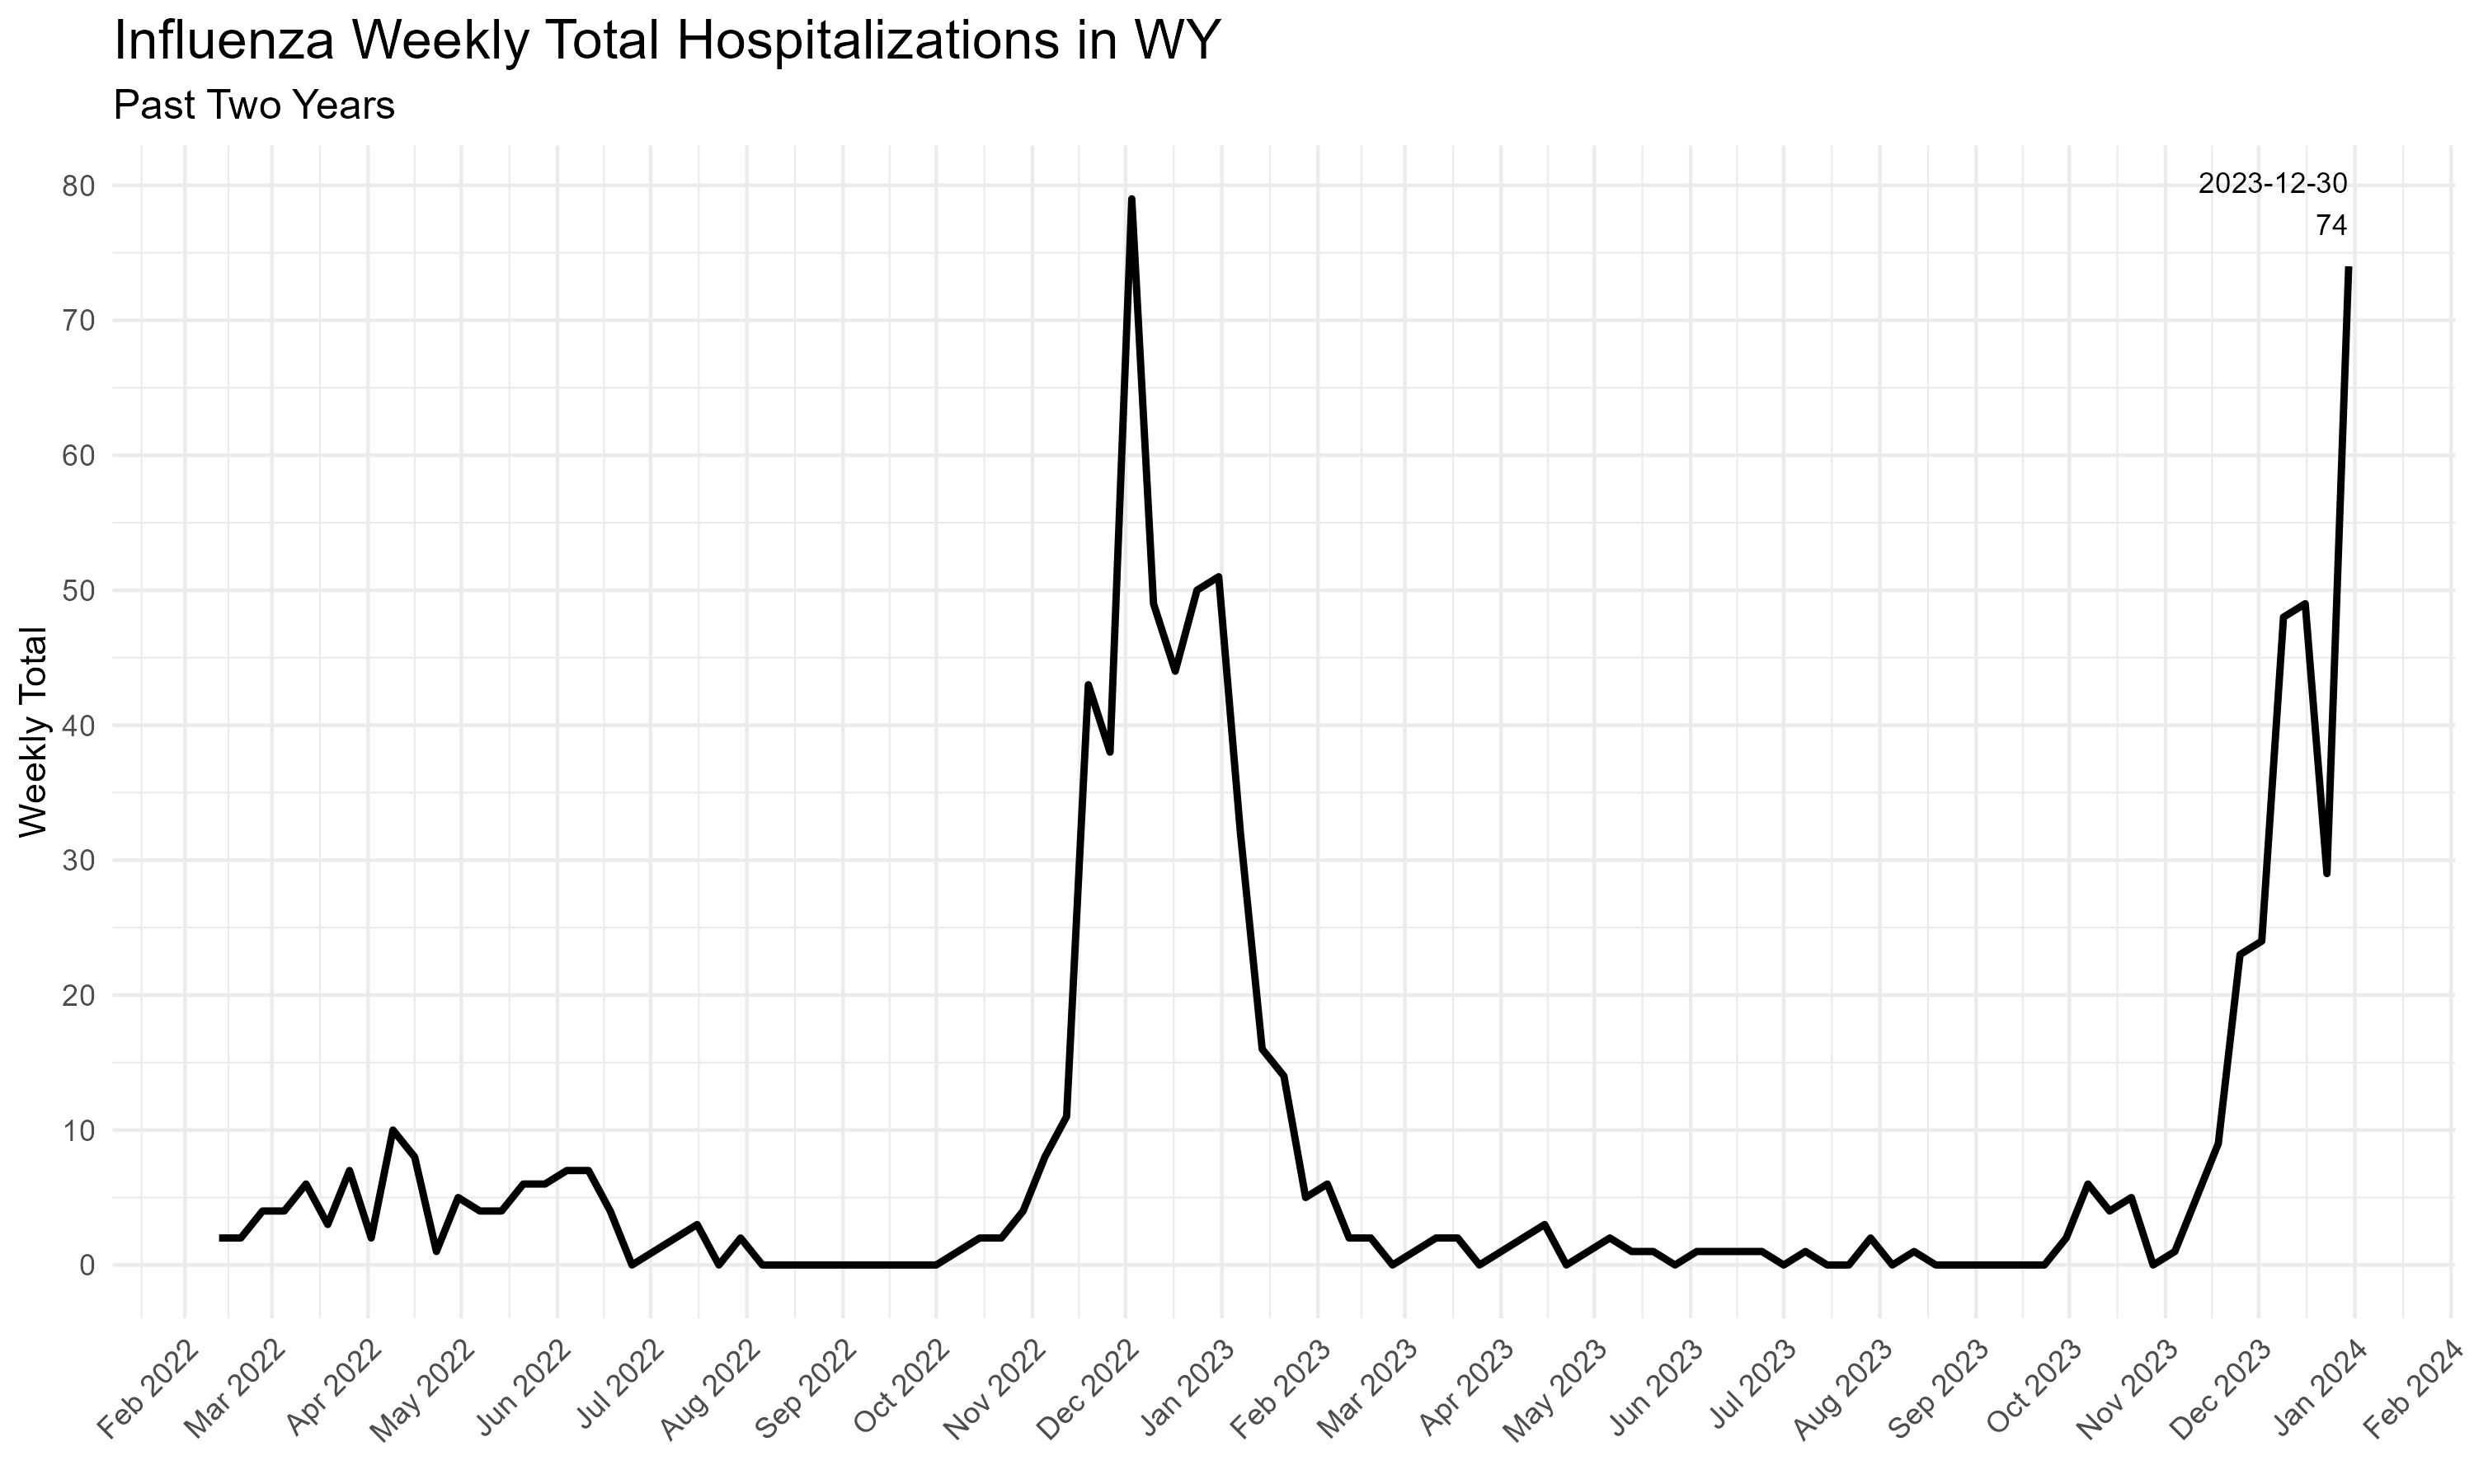 Influenza Weekly Total Hospitalizations in WY
Past Two Years
Weekly Total
80
70
60
50
40
30
20
10
0
2023-12-30
74
Feb 2022
Mar 2022
Apr 2022
May 2022
Jun 2022
Jul 2022
Aug 2022
Sep 2022
Oct 2022
Nov 2022
Dec 2022
Jan 2023
Feb 2023
Mar 2023
Apr 2023
May 2023
Jun 2023
Jul 2023
Aug 2023
Sep 2023
Oct 2023
Nov 2023
Dec 2023
Jan 2024
Feb 2024